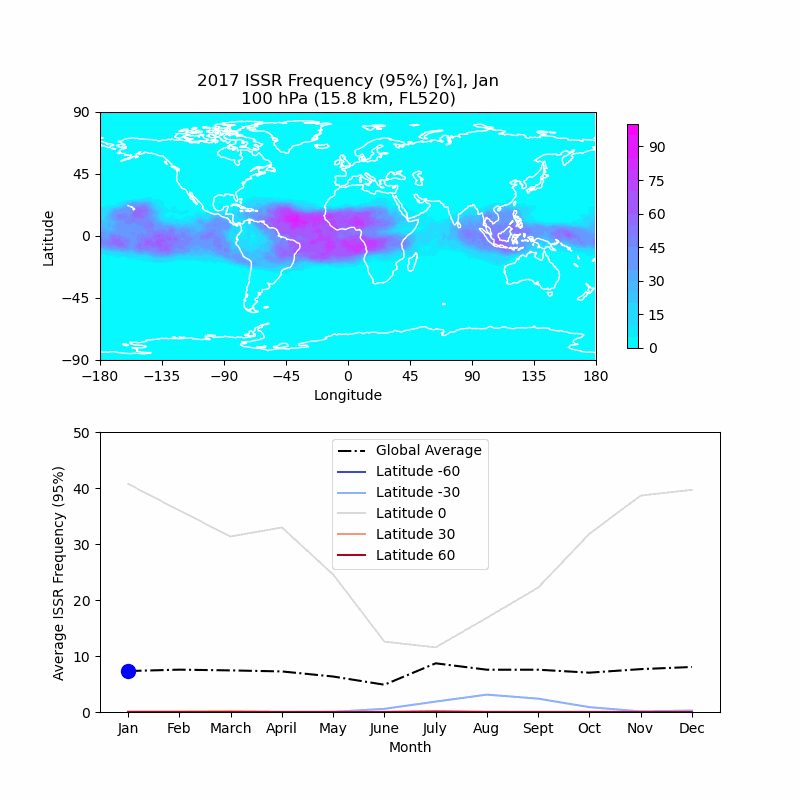 2017 ISSR Frequency (95%) [%], Jan
100 hPa (15.8 km, FL520)
90
45
0
−45
−90
Latitude
−180 −135 −90 −45 0 45 90 135 180
Longitude
90
75
60
45
30
15
0
50
40
30
20
10
0
Average ISSR Frequency (95%)
Global Average
Latitude -60
Latitude -30
Latitude 0
Latitude 30
Latitude 60
Jan Feb March April May June July Aug Sept Oct Nov Dec
Month